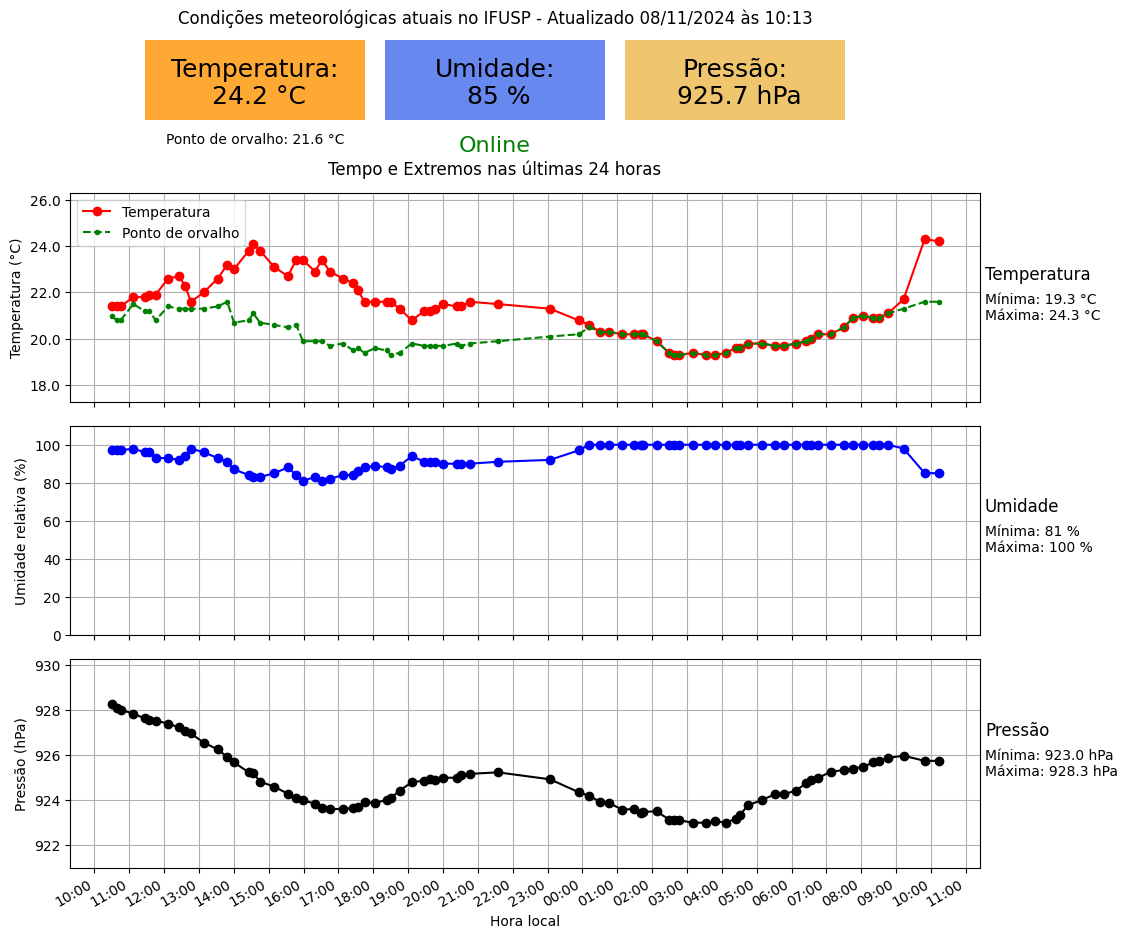 Condições meteorológicas atuais no IFUSP - Atualizado 08/11/2024 às 10:13
Temperatura:
24.2 °C
Umidade:
85 %
Pressão:
925.7 hPa
Ponto de orvalho: 21.6 °C
Online
Tempo e Extremos nas últimas 24 horas
Temperatura (°C)
26.0
24.0
22.0
20.0
18.0
Temperatura
Ponto de orvalho
Temperatura
Mínima: 19.3 °C
Máxima: 24.3 °C
Umidade relativa (%)
100
80
60
40
20
0
Umidade
Mínima: 81 %
Máxima: 100 %
Pressão (hPa)
930
928
926
924
922
Pressão
Mínima: 923.0 hPa
Máxima: 928.3 hPa
10:00 11:00 12:00 13:00 14:00 15:00 16:00 17:00 18:00 19:00 20:00 21:00 22:00 23:00 00:00 01:00 02:00 03:00 04:00 05:00 06:00 07:00 08:00 09:00 10:00 11:00
Hora local